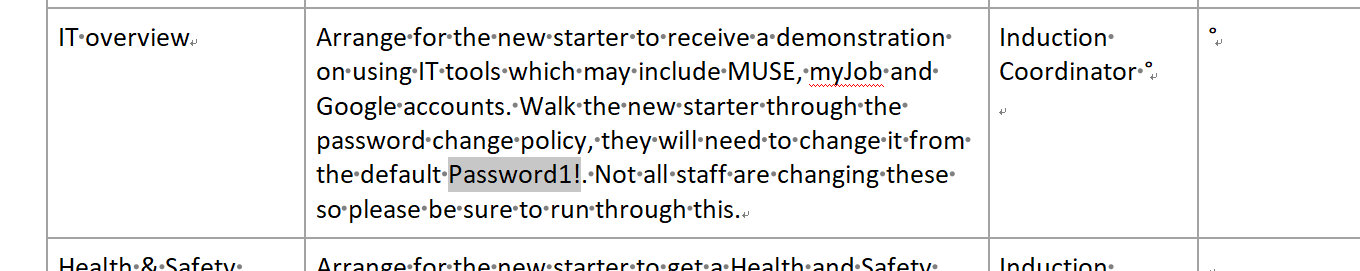 IT overview
Arrange for the new starter to receive a demonstration
on using IT tools which may include MUSE, myJob and
Google accounts. Walk the new starter through the
password change policy, they will need to change it from
the default Password1!. Not all staff are changing these
so please be sure to run through this.
Induction
Coordinator
Health & Safety
Arrange for the new starter to get a Health and Safety
Induction